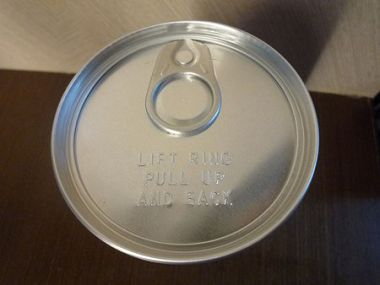 LIFT RING
PULL UP
AND BACK